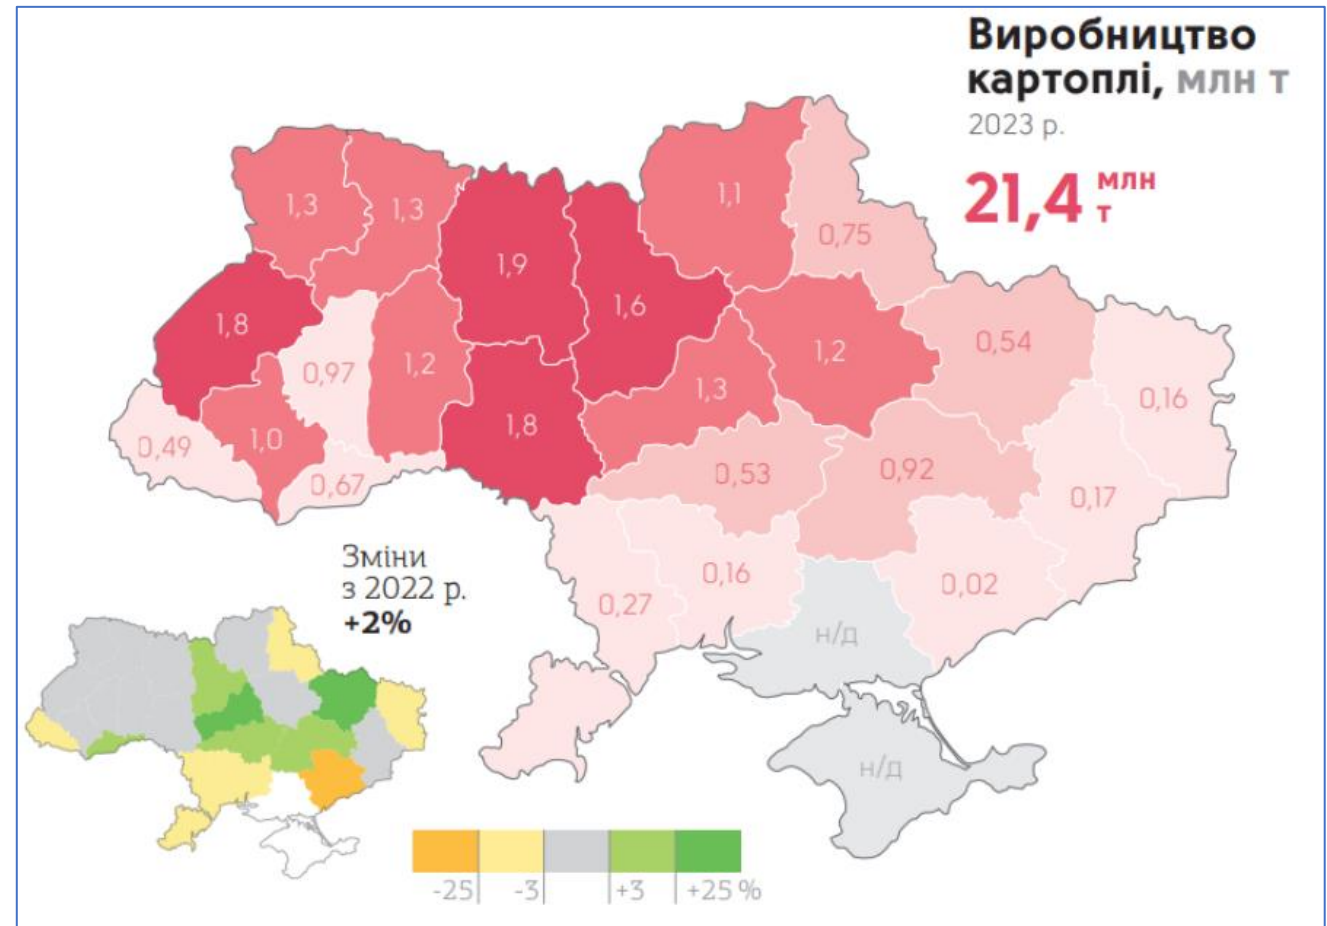 Виробництво
картоплі, млн т
2023 р.
21,4 млн т
1,3
1,3
1,9
1,1
0,75
1,8
1,6
0,97
1,2
1,3
1,2
0,54
0,16
0,49
1,0
1,8
0,67
0,53
0,92
0,17
0,27
0,16
0,02
н/д
н/д
Зміни
з 2022 р.
+2%
-25 -3 +3 +25 %